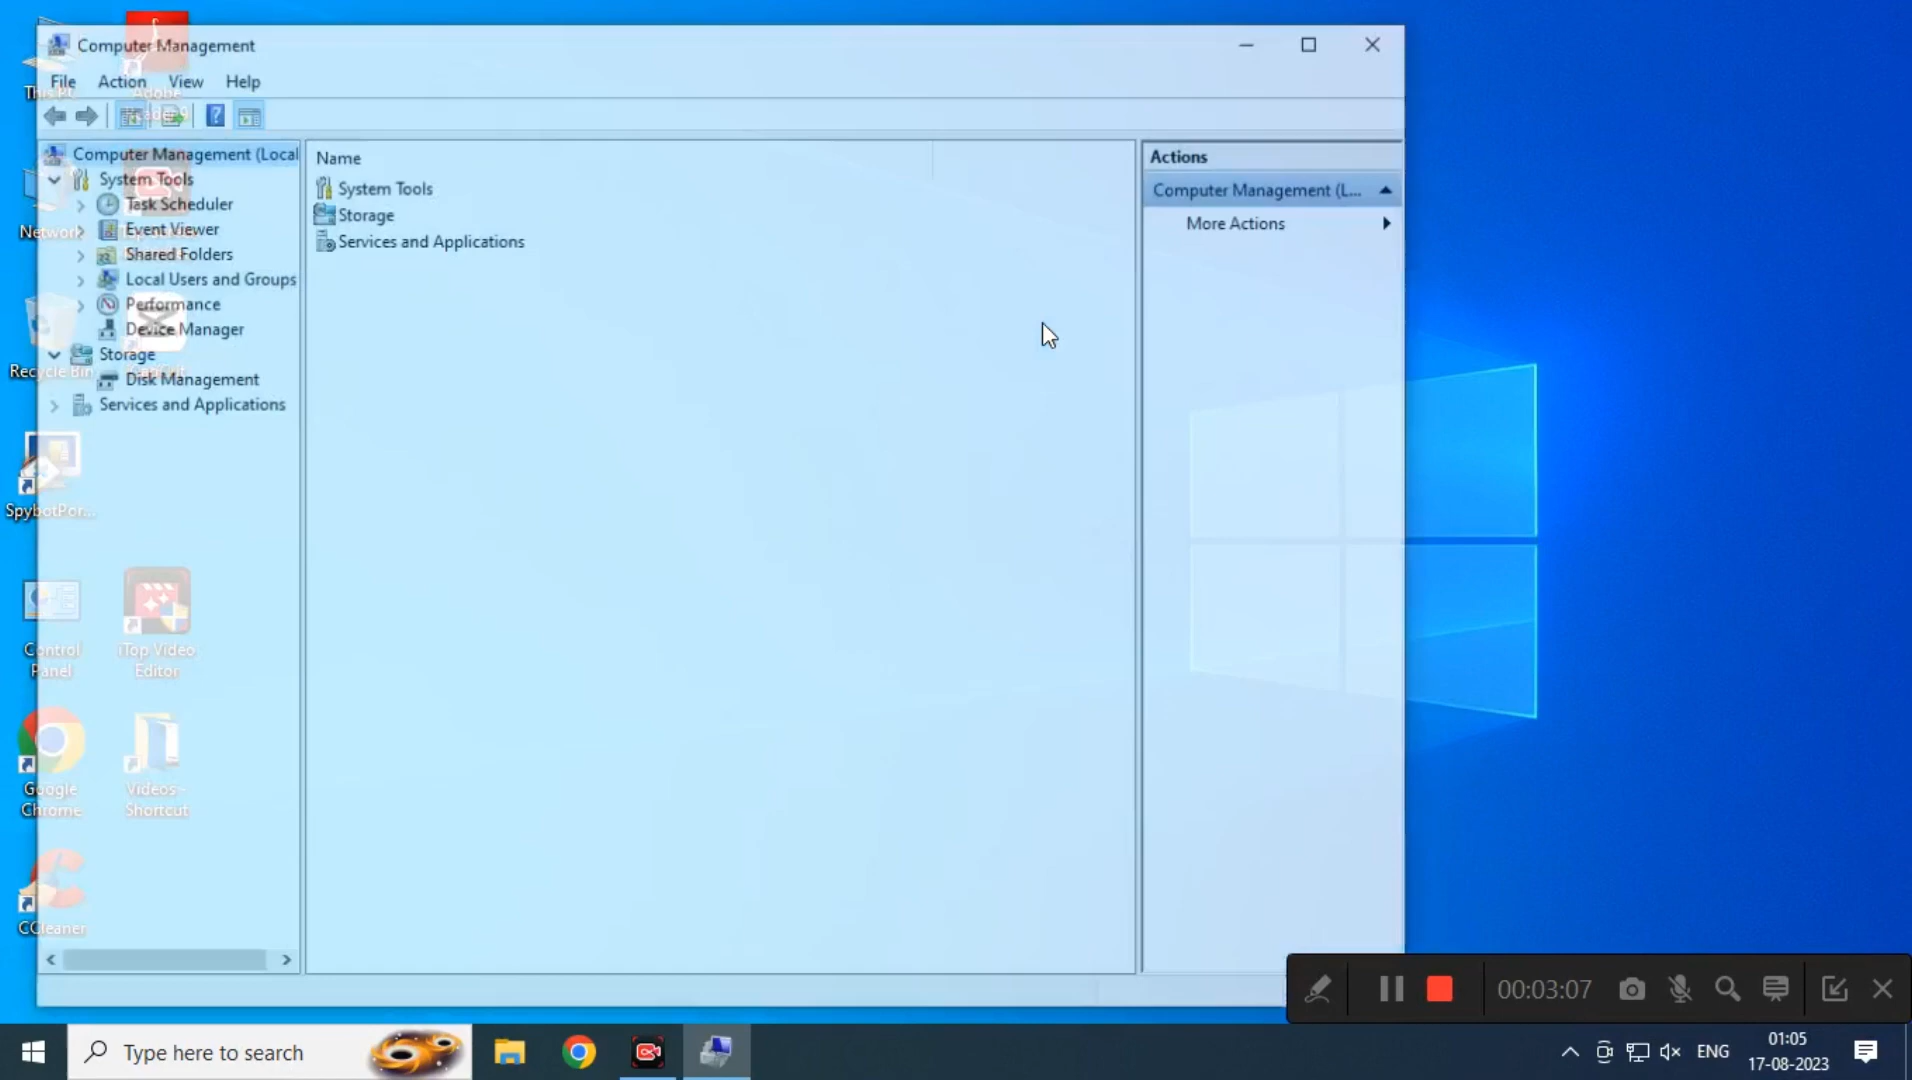 Computer Management
File Action View Help
Computer Management (Local
System Tools
Task Scheduler
Event Viewer
Shared Folders
Local Users and Groups
Performance
Device Manager
Storage
Disk Management
Services and Applications
Name
System Tools
Storage
Services and Applications
Actions
Computer Management (L...
More Actions
This PC
Adobe
Network
Recycle Bin
SpybotPor...
Control
Panel
iTop Video
Editor
Google
Chrome
Videos -
Shortcut
CCleaner
00:03:07
Type here to search
ENG
01:05
17-08-2023